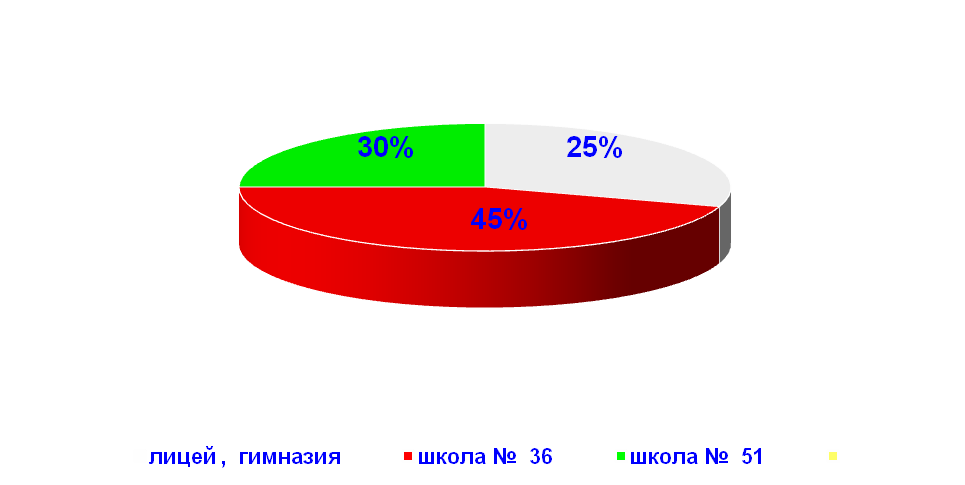 30% 25%
45%
лицей , гимназия школа № 36 школа № 51